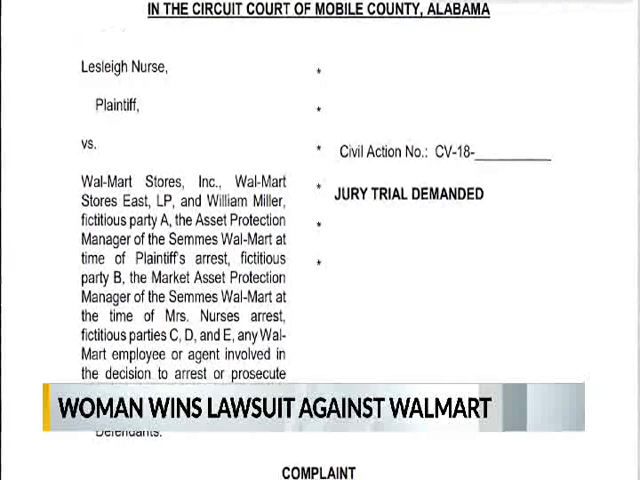 IN THE CIRCUIT COURT OF MOBILE COUNTY, ALABAMA
Lesleigh Nurse,
*
Plaintiff,
*
vs.
* Civil Action No.: CV-18-___________
Wal-Mart Stores, Inc., Wal-Mart
* JURY TRIAL DEMANDED
Stores East, LP, and William Miller,
fictitious party A, the Asset Protection
*
Manager of the Semmes Wal-Mart at
time of Plaintiff's arrest, fictitious
*
party B, the Market Asset Protection
Manager of the Semmes Wal-Mart at
the time of Mrs. Nurses arrest,
fictitious parties C, D, and E, any Wal-
Mart employee or agent involved in
the decision to arrest or prosecute
WOMAN WINS LAWSUIT AGAINST WALMART
Defendants.
COMPLAINT